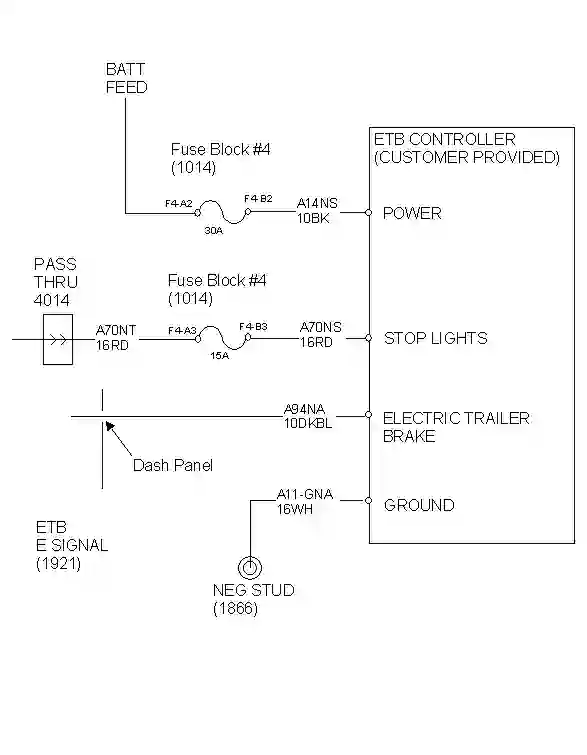 BATT
FEED
Fuse Block #4
(1014)
ETB CONTROLLER
(CUSTOMER PROVIDED)
F4-A2
F4-B2
30A
A14NS
10BK
POWER
PASS
THRU
4014
Fuse Block #4
(1014)
A70NT
16RD
F4-A3
F4-B3
15A
A70NS
16RD
STOP LIGHTS
A94NA
10DKBL
ELECTRIC TRAILER
BRAKE
Dash Panel
A11-GNA
16WH
GROUND
ETB
E SIGNAL
(1921)
NEG STUD
(1866)